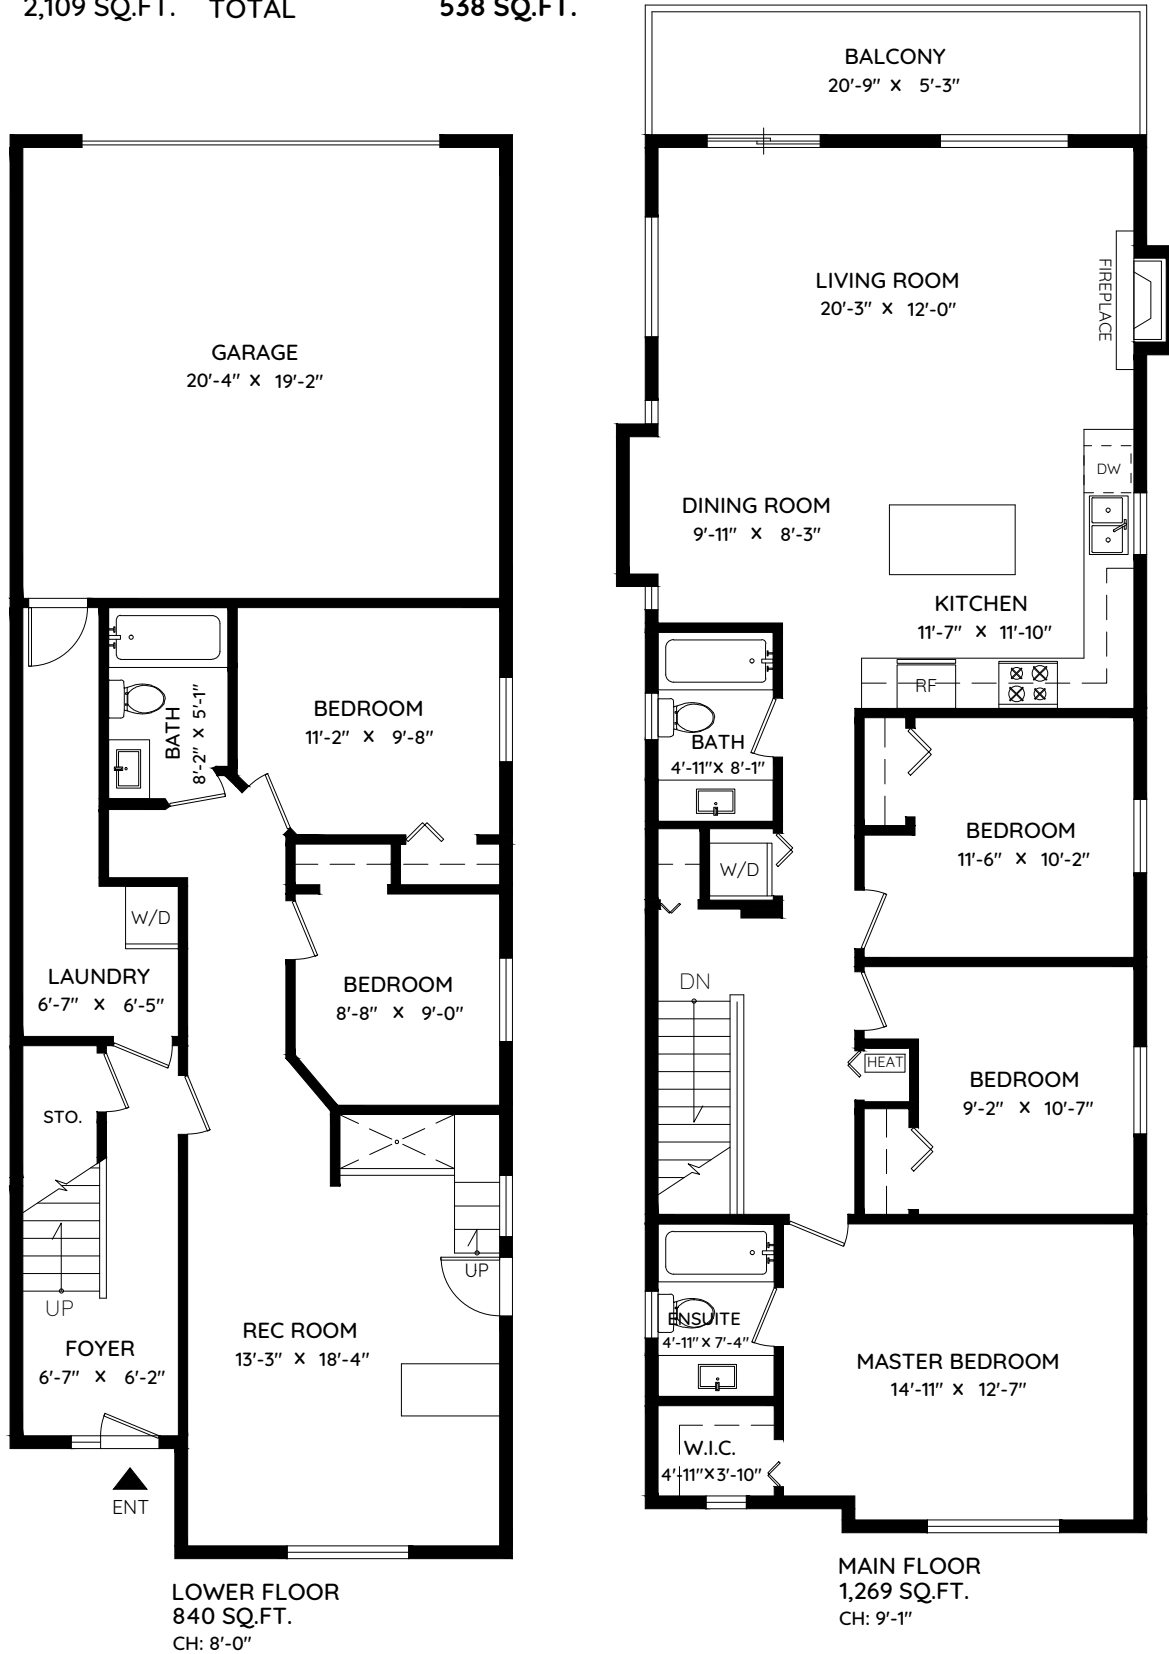 2,109 SQ.FT. TOTAL 538 SQ.FT.
BALCONY
20'-9" X 5'-3"
GARAGE
20'-4" X 19'-2"
BATH
8'-2" X 5'-1"
BEDROOM
11'-2" X 9'-8"
W/D
LAUNDRY
6'-7" X 6'-5"
BEDROOM
8'-8" X 9'-0"
STO.
UP
UP
FOYER
6'-7" X 6'-2"
REC ROOM
13'-3" X 18'-4"
ENT
LOWER FLOOR
840 SQ.FT.
CH: 8'-0"
LIVING ROOM
20'-3" X 12'-0"
FIREPLACE
DINING ROOM
9'-11" X 8'-3"
DW
KITCHEN
11'-7" X 11'-10"
RF
BATH
4'-11" X 8'-1"
W/D
BEDROOM
11'-6" X 10'-2"
DN
HEAT
BEDROOM
9'-2" X 10'-7"
ENSUITE
4'-11" X 7'-4"
MASTER BEDROOM
14'-11" X 12'-7"
W.I.C.
4'-11" X 3'-10"
MAIN FLOOR
1,269 SQ.FT.
CH: 9'-1"